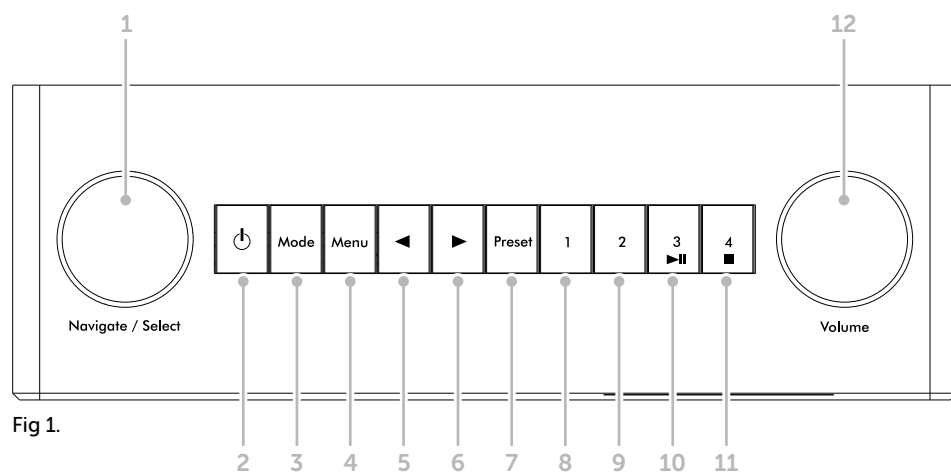 1 12
Mode Menu ◀ ▶ Preset 1 2 3 4
▶II ■
Navigate / Select Volume
Fig 1.
2 3 4 5 6 7 8 9 10 11